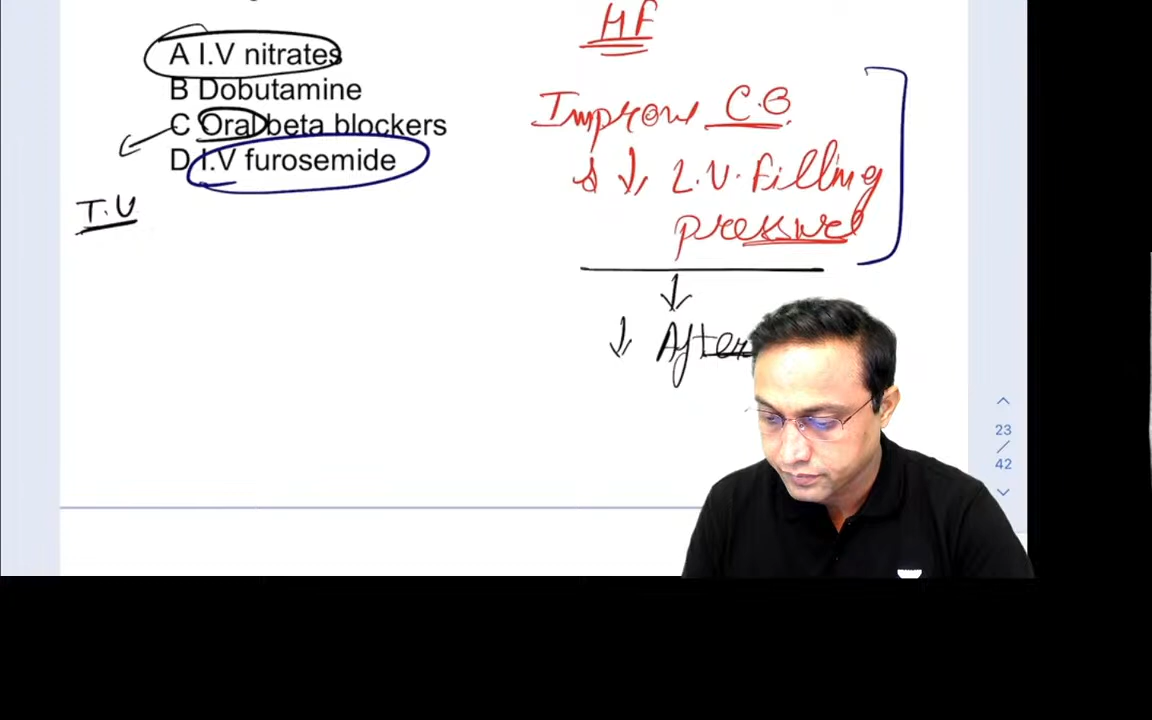 HF
A I.V nitrates
B Dobutamine
C Oral beta blockers
D I.V furosemide
Improve C.O.
& ↓ L.V. filling
pressure
T.V
↓
↓ After
23
/
42